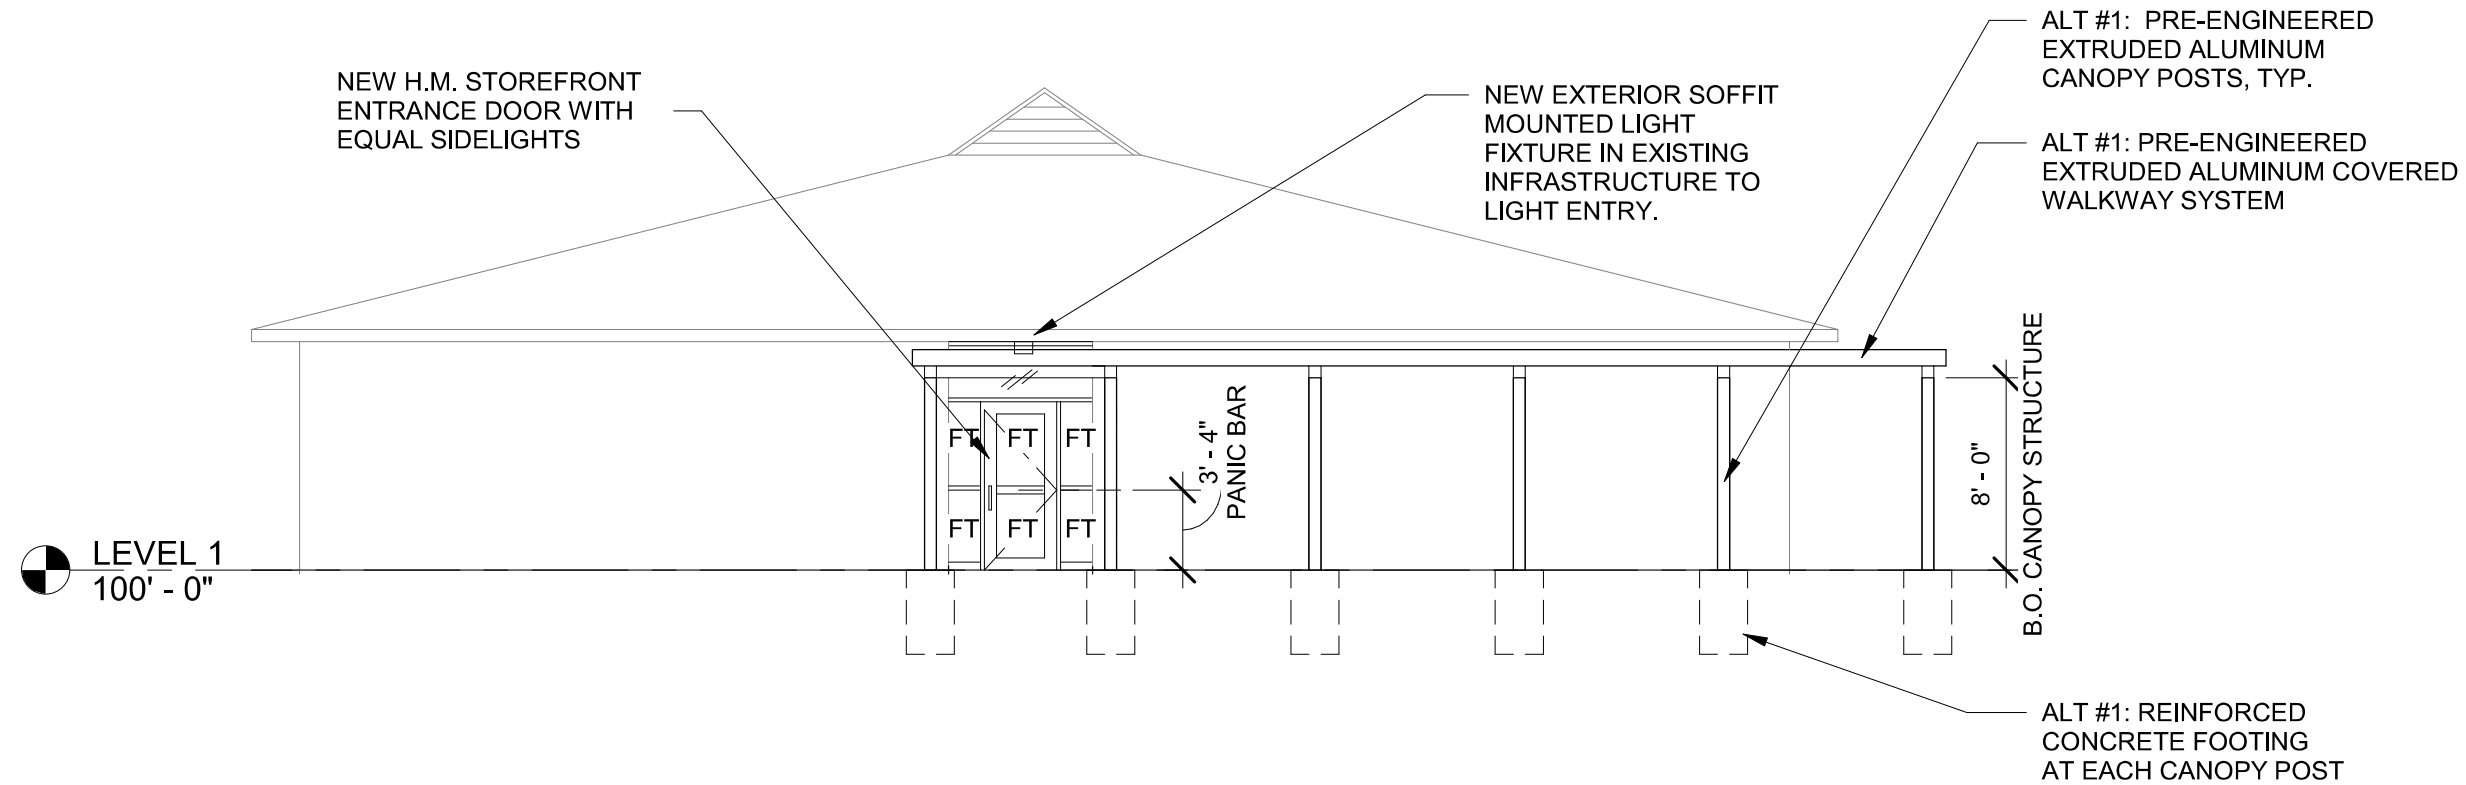 NEW H.M. STOREFRONT
ENTRANCE DOOR WITH
EQUAL SIDELIGHTS
NEW EXTERIOR SOFFIT
MOUNTED LIGHT
FIXTURE IN EXISTING
INFRASTRUCTURE TO
LIGHT ENTRY.
ALT #1:  PRE-ENGINEERED
EXTRUDED ALUMINUM
CANOPY POSTS, TYP.
ALT #1: PRE-ENGINEERED
EXTRUDED ALUMINUM COVERED
WALKWAY SYSTEM
FT FT FT
FT FT FT
3' - 4"
PANIC BAR
8' - 0"
B.O. CANOPY STRUCTURE
LEVEL 1
100' - 0"
ALT #1: REINFORCED
CONCRETE FOOTING
AT EACH CANOPY POST